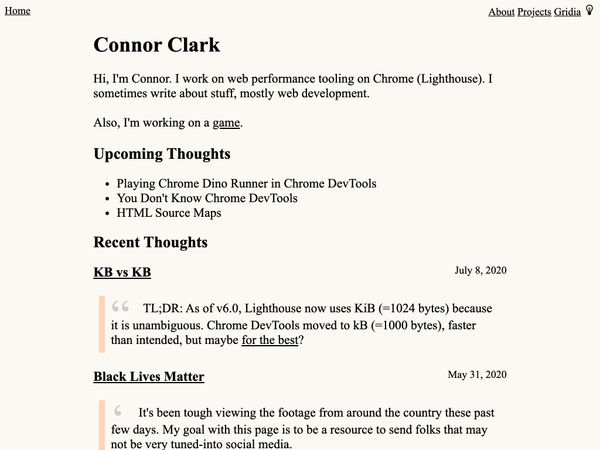 Home
About Projects Gridia
Connor Clark
Hi, I'm Connor. I work on web performance tooling on Chrome (Lighthouse). I
sometimes write about stuff, mostly web development.
Also, I'm working on a game.
Upcoming Thoughts
• Playing Chrome Dino Runner in Chrome DevTools
• You Don't Know Chrome DevTools
• HTML Source Maps
Recent Thoughts
KB vs KB
July 8, 2020
“ TL;DR: As of v6.0, Lighthouse now uses KiB (=1024 bytes) because
it is unambiguous. Chrome DevTools moved to kB (=1000 bytes), faster
than intended, but maybe for the best?
Black Lives Matter
May 31, 2020
‘ It's been tough viewing the footage from around the country these past
few days. My goal with this page is to be a resource to send folks that may
not be very tuned-into social media.